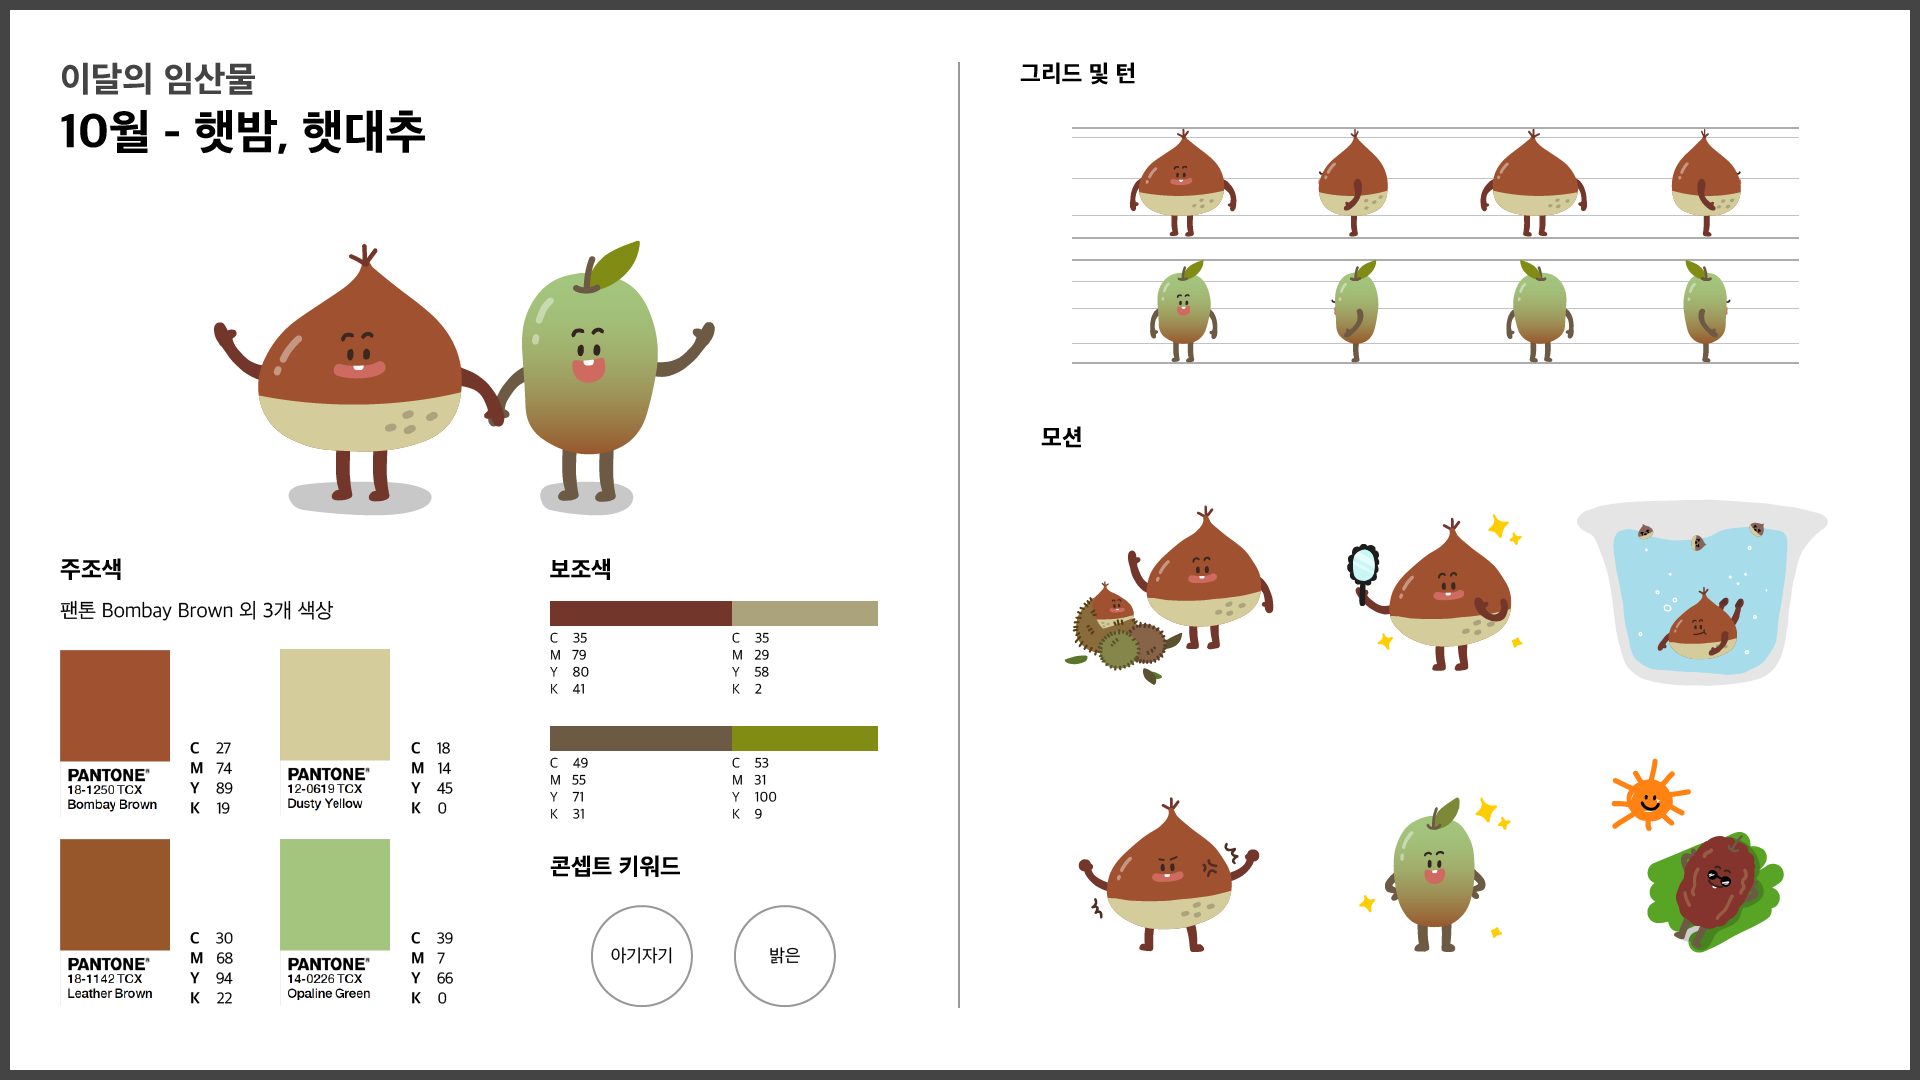 이달의 임산물
10월 - 햇밤, 햇대추
주조색
팬톤 Bombay Brown 외 3개 색상
PANTONE®
18-1250 TCX
Bombay Brown
C 27
M 74
Y 89
K 19
PANTONE®
12-0619 TCX
Dusty Yellow
C 18
M 14
Y 45
K 0
PANTONE®
18-1142 TCX
Leather Brown
C 30
M 68
Y 94
K 22
PANTONE®
14-0226 TCX
Opaline Green
C 39
M 7
Y 66
K 0
보조색
C 35
M 79
Y 80
K 41
C 35
M 29
Y 58
K 2
C 49
M 55
Y 71
K 31
C 53
M 31
Y 100
K 9
콘셉트 키워드
아기자기
밝은
그리드 및 턴
모션